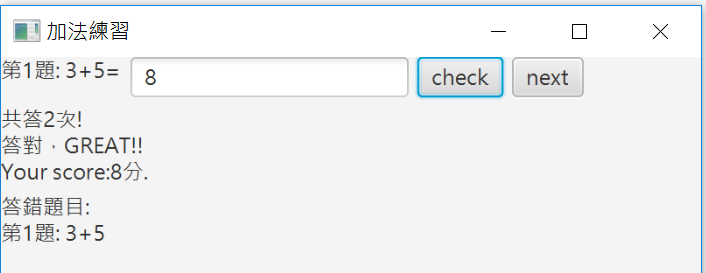 加法練習
第1題: 3+5= 8 check next
共答2次!
答對，GREAT!!
Your score:8分.
答錯題目:
第1題: 3+5